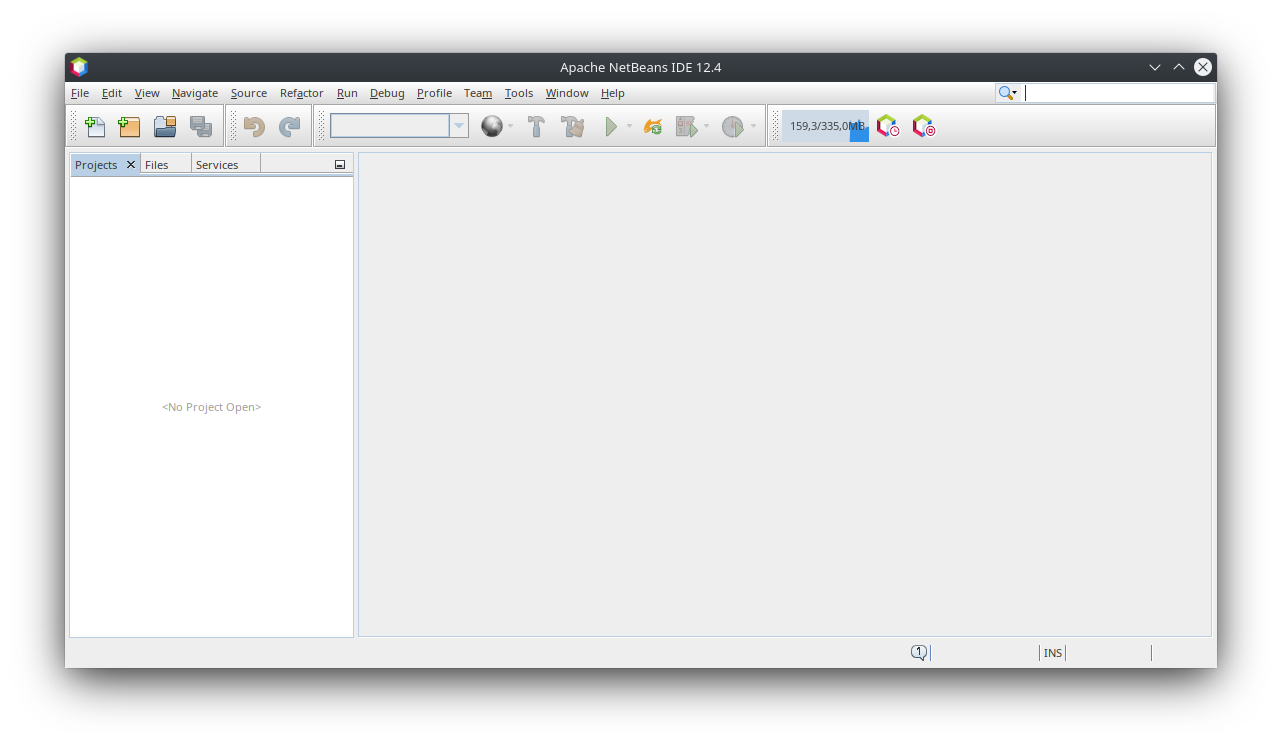 Apache NetBeans IDE 12.4
File Edit View Navigate Source Refactor Run Debug Profile Team Tools Window Help
159,3/335,0MB
Projects Files Services
<No Project Open>
1 INS